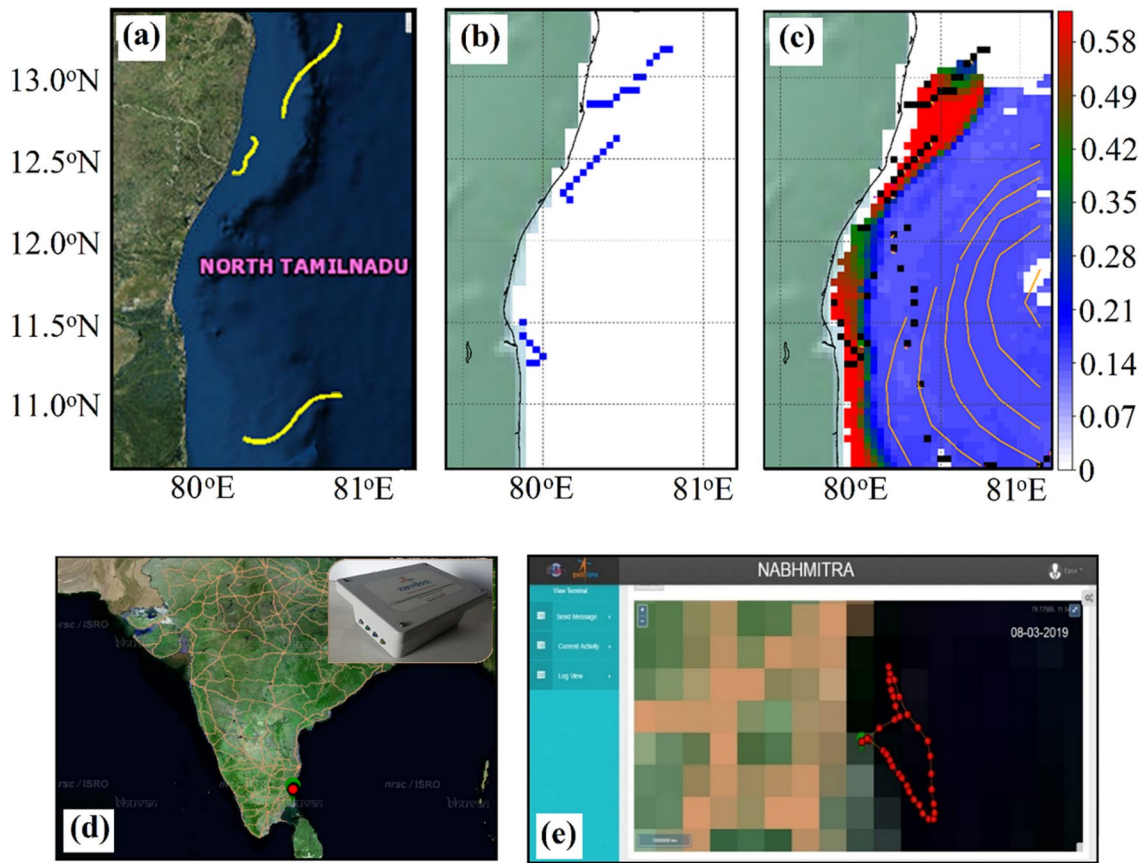 (a)
(b)
(c)
13.0°N
12.5°N
12.0°N
11.5°N
11.0°N
NORTH TAMILNADU
80°E 81°E
80°E
80°E 81°E
0.58
0.49
0.42
0.35
0.28
0.21
0.14
0.07
0
nrsc / ISRO
nrsc / ISRO
bhuvan
nrsc / ISRO
bhuvan
(d)
NABHMITRA
View Terminal
Send Message
Current Activity
Log View
08-03-2019
(e)